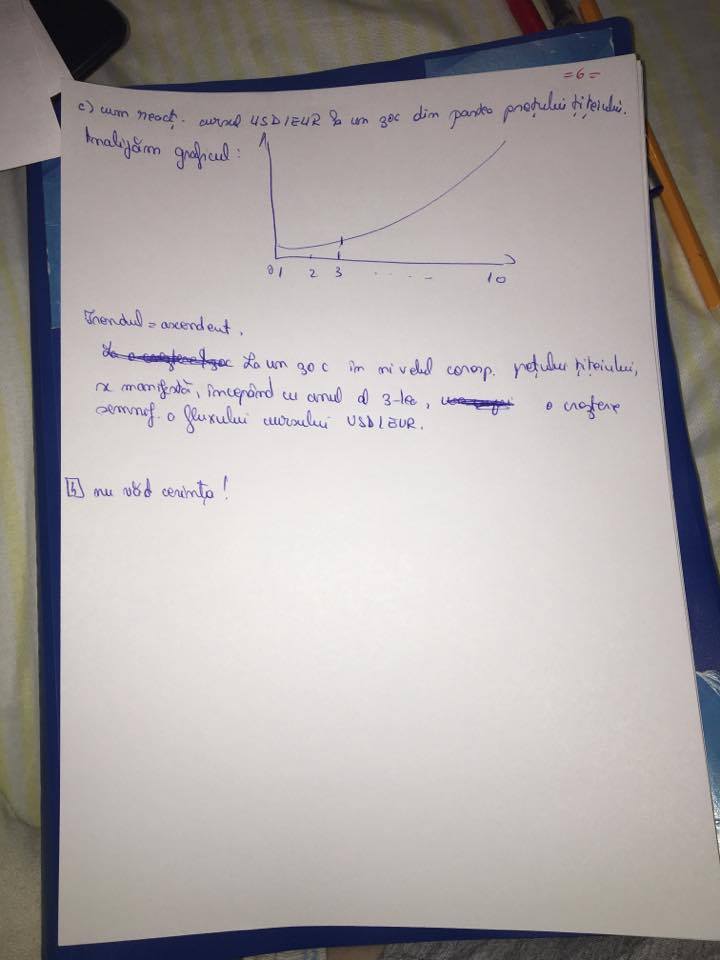 =6=
c) cum reacț. cursul USD/EUR la un șoc din partea prețului țițeiului.
Analizăm graficul:
0 1 2 3 . . . . - 10
Trendul = ascendent.
La un șoc în nivelul coresp. prețului țițeiului,
se manifestă, începând cu anul al 3-lea, o creștere
semnif. a fluxului cursului USD/EUR.
4 nu văd cerința!